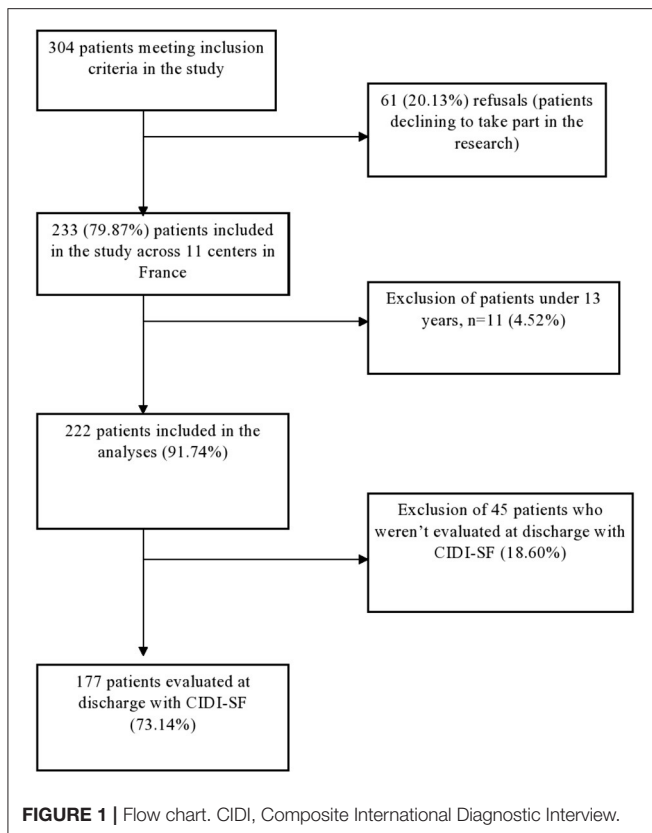 304 patients meeting inclusion
criteria in the study
61 (20.13%) refusals (patients
declining to take part in the
research)
233 (79.87%) patients included
in the study across 11 centers in
France
Exclusion of patients under 13
years, n=11 (4.52%)
222 patients included in the
analyses (91.74%)
Exclusion of 45 patients who
weren’t evaluated at discharge with
CIDI-SF (18.60%)
177 patients evaluated at
discharge with CIDI-SF
(73.14%)
FIGURE 1 | Flow chart. CIDI, Composite International Diagnostic Interview.